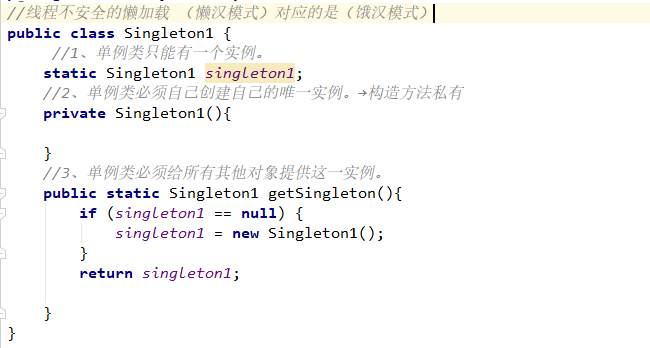 //线程不安全的懒加载 （懒汉模式）对应的是（饿汉模式）
public class Singleton1 {
//1、单例类只能有一个实例。
static Singleton1 singleton1;
//2、单例类必须自己创建自己的唯一实例。→构造方法私有
private Singleton1(){
}
//3、单例类必须给所有其他对象提供这一实例。
public static Singleton1 getSingleton(){
if (singleton1 == null) {
singleton1 = new Singleton1();
}
return singleton1;
}
}